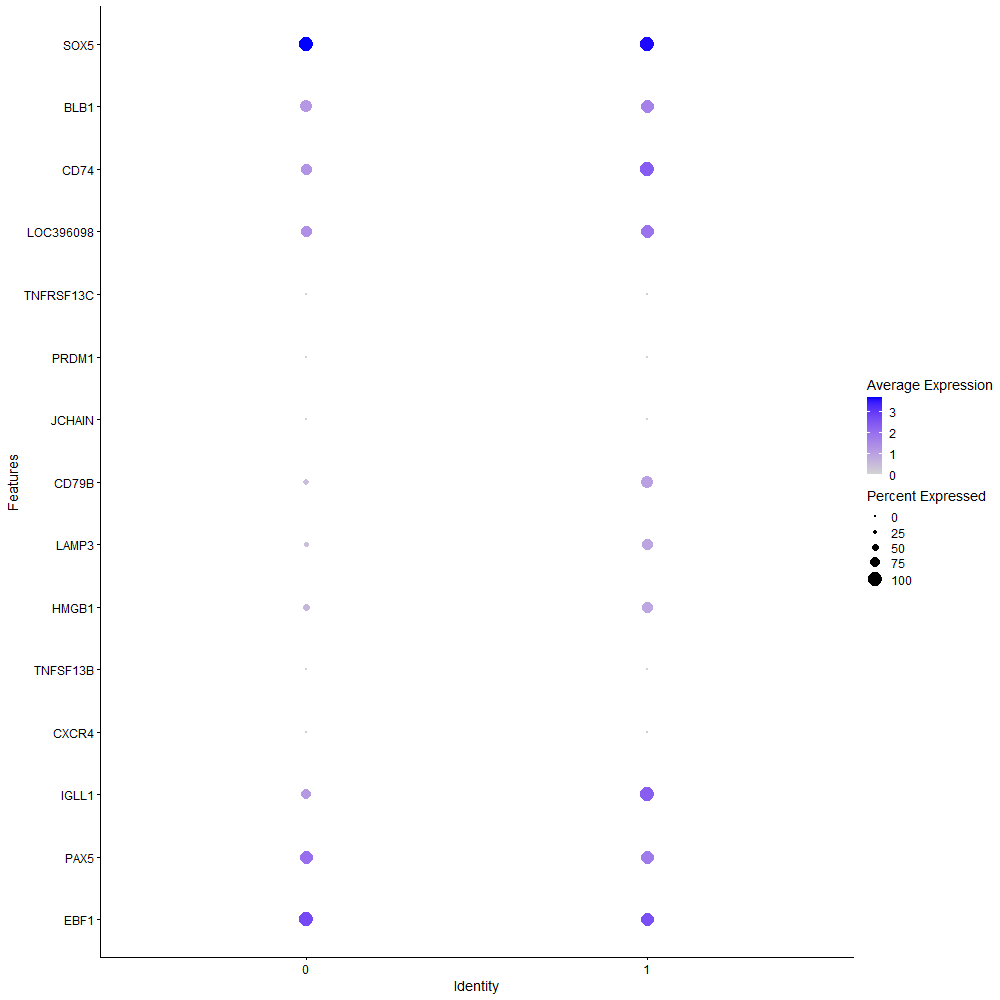 SOX5
BLB1
CD74
LOC396098
TNFRSF13C
PRDM1
JCHAIN
CD79B
LAMP3
HMGB1
TNFSF13B
CXCR4
IGLL1
PAX5
EBF1
Features
0
1
Identity
Average Expression
3
2
1
0
Percent Expressed
0
25
50
75
100